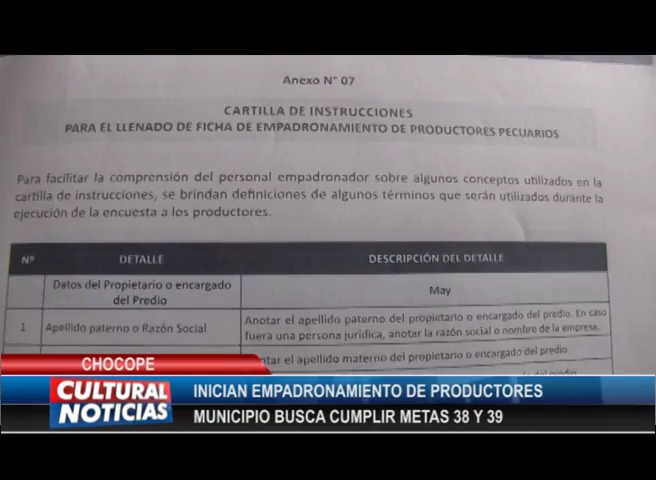 Anexo N° 07
CARTILLA DE INSTRUCCIONES
PARA EL LLENADO DE FICHA DE EMPADRONAMIENTO DE PRODUCTORES PECUARIOS
Para facilitar la comprensión del personal empadronador sobre algunos conceptos utilizados en la
cartilla de instrucciones, se brindan definiciones de algunos términos que serán utilizados durante la
ejecución de la encuesta a los productores.
N° DETALLE DESCRIPCIÓN DEL DETALLE
Datos del Propietario o encargado
del Predio
May
1 Apellido paterno o Razón Social
Anotar el apellido paterno del propietario o encargado del predio. En caso
fuera una persona jurídica, anotar la razón social o nombre de la empresa.
el apellido materno del propietario o encargado del predio.
CHOCOPE
CULTURAL
NOTICIAS
INICIAN EMPADRONAMIENTO DE PRODUCTORES
MUNICIPIO BUSCA CUMPLIR METAS 38 Y 39